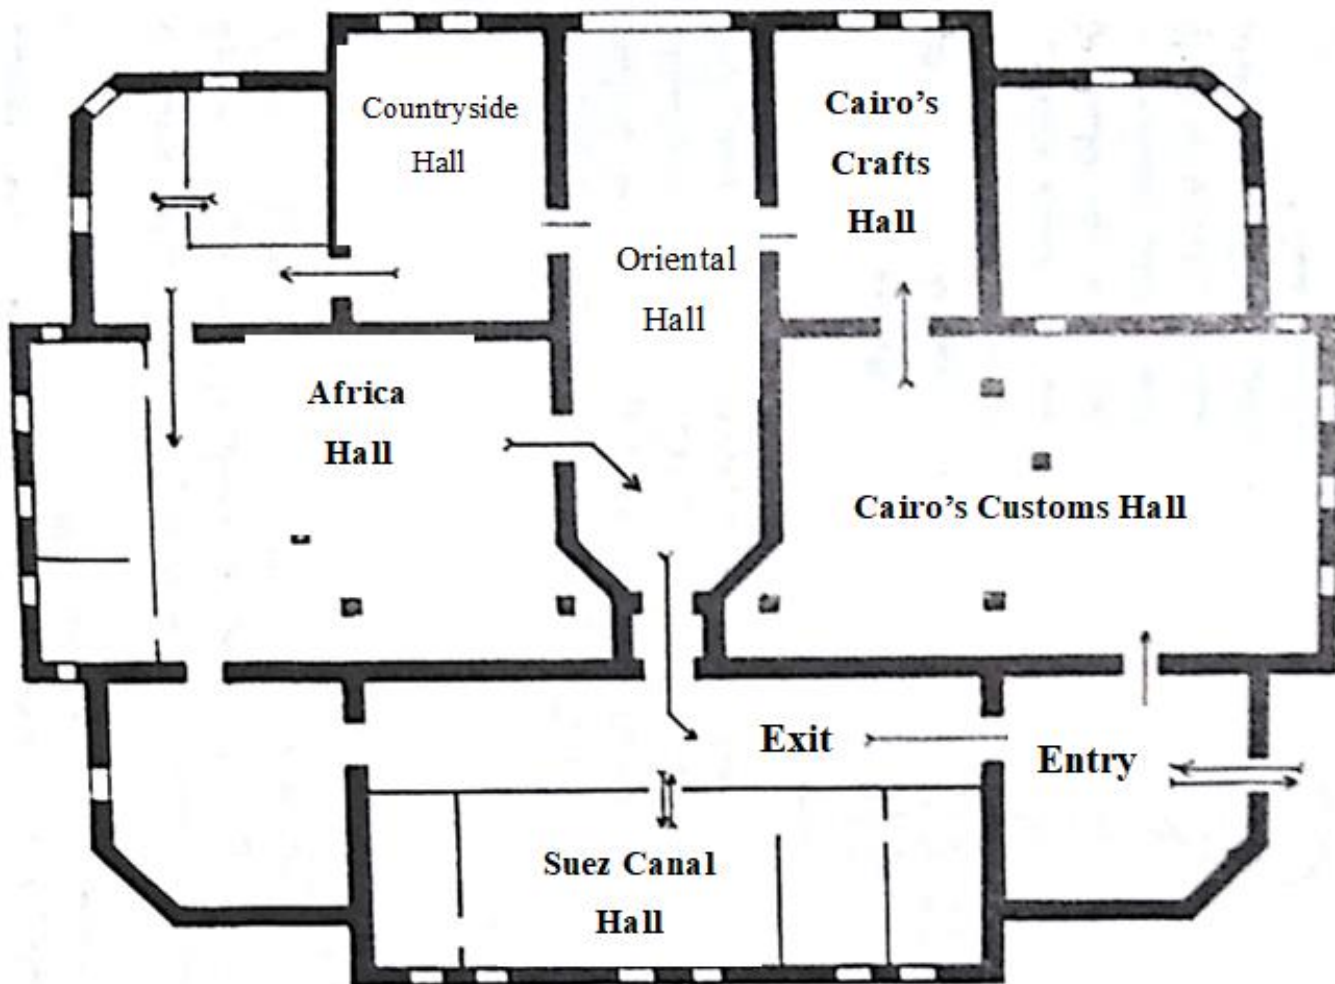 Countryside
Hall
Cairo's
Crafts
Hall
Oriental
Hall
Africa
Hall
Cairo's Customs Hall
Exit
Entry
Suez Canal
Hall